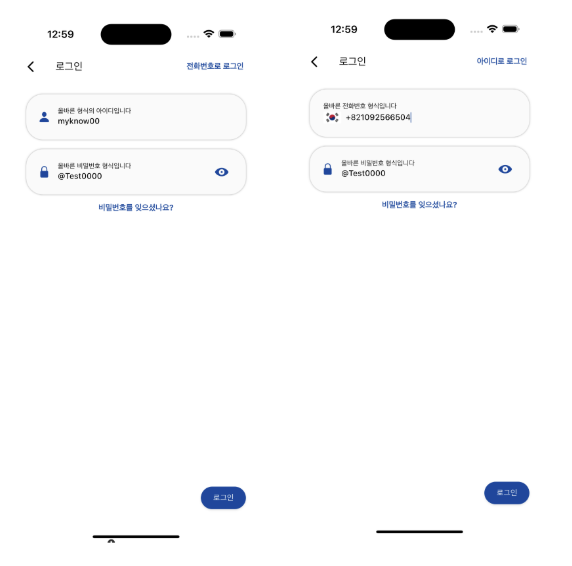 12:59
로그인
전화번호로 로그인
올바른 형식의 아이디입니다
myknow00
올바른 비밀번호 형식입니다
@Test0000
비밀번호를 잊으셨나요?
로그인
12:59
로그인
아이디로 로그인
올바른 전화번호 형식입니다
+821092566504
올바른 비밀번호 형식입니다
@Test0000
비밀번호를 잊으셨나요?
로그인